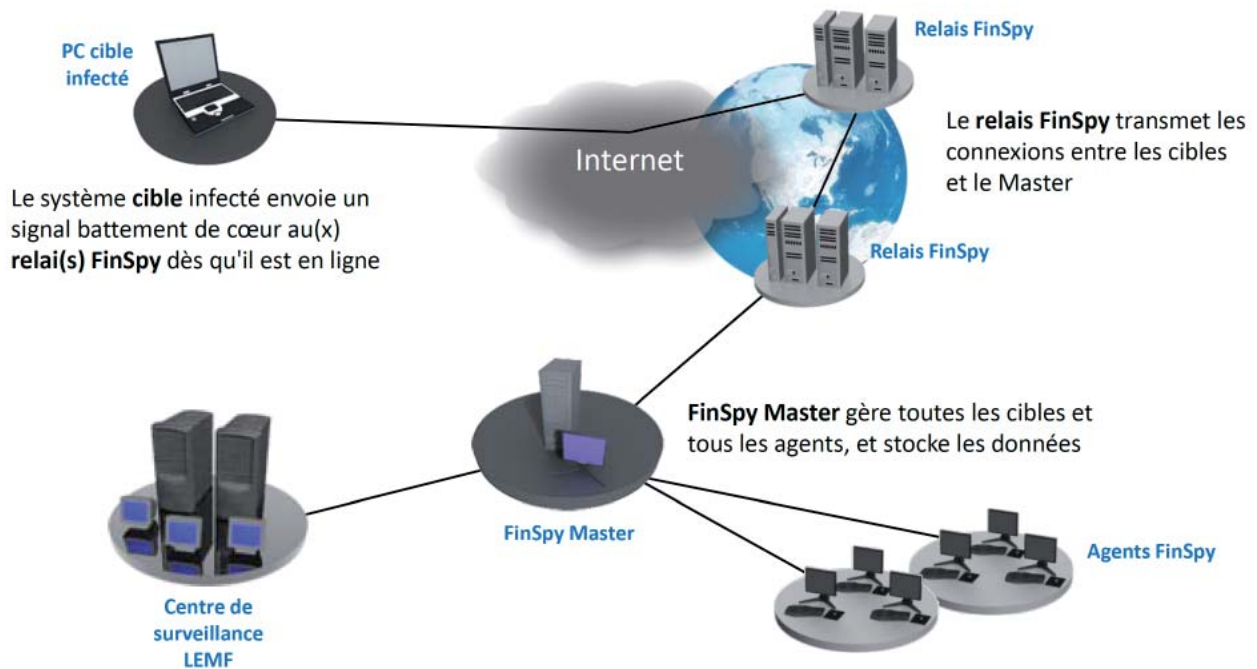 PC cible
infecté
Le système cible infecté envoie un
signal battement de cœur au(x)
relai(s) FinSpy dès qu'il est en ligne
Internet
Relais FinSpy
Le relais FinSpy transmet les
connexions entre les cibles
et le Master
Relais FinSpy
FinSpy Master gère toutes les cibles et
tous les agents, et stocke les données
FinSpy Master
Agents FinSpy
Centre de
surveillance
LEMF